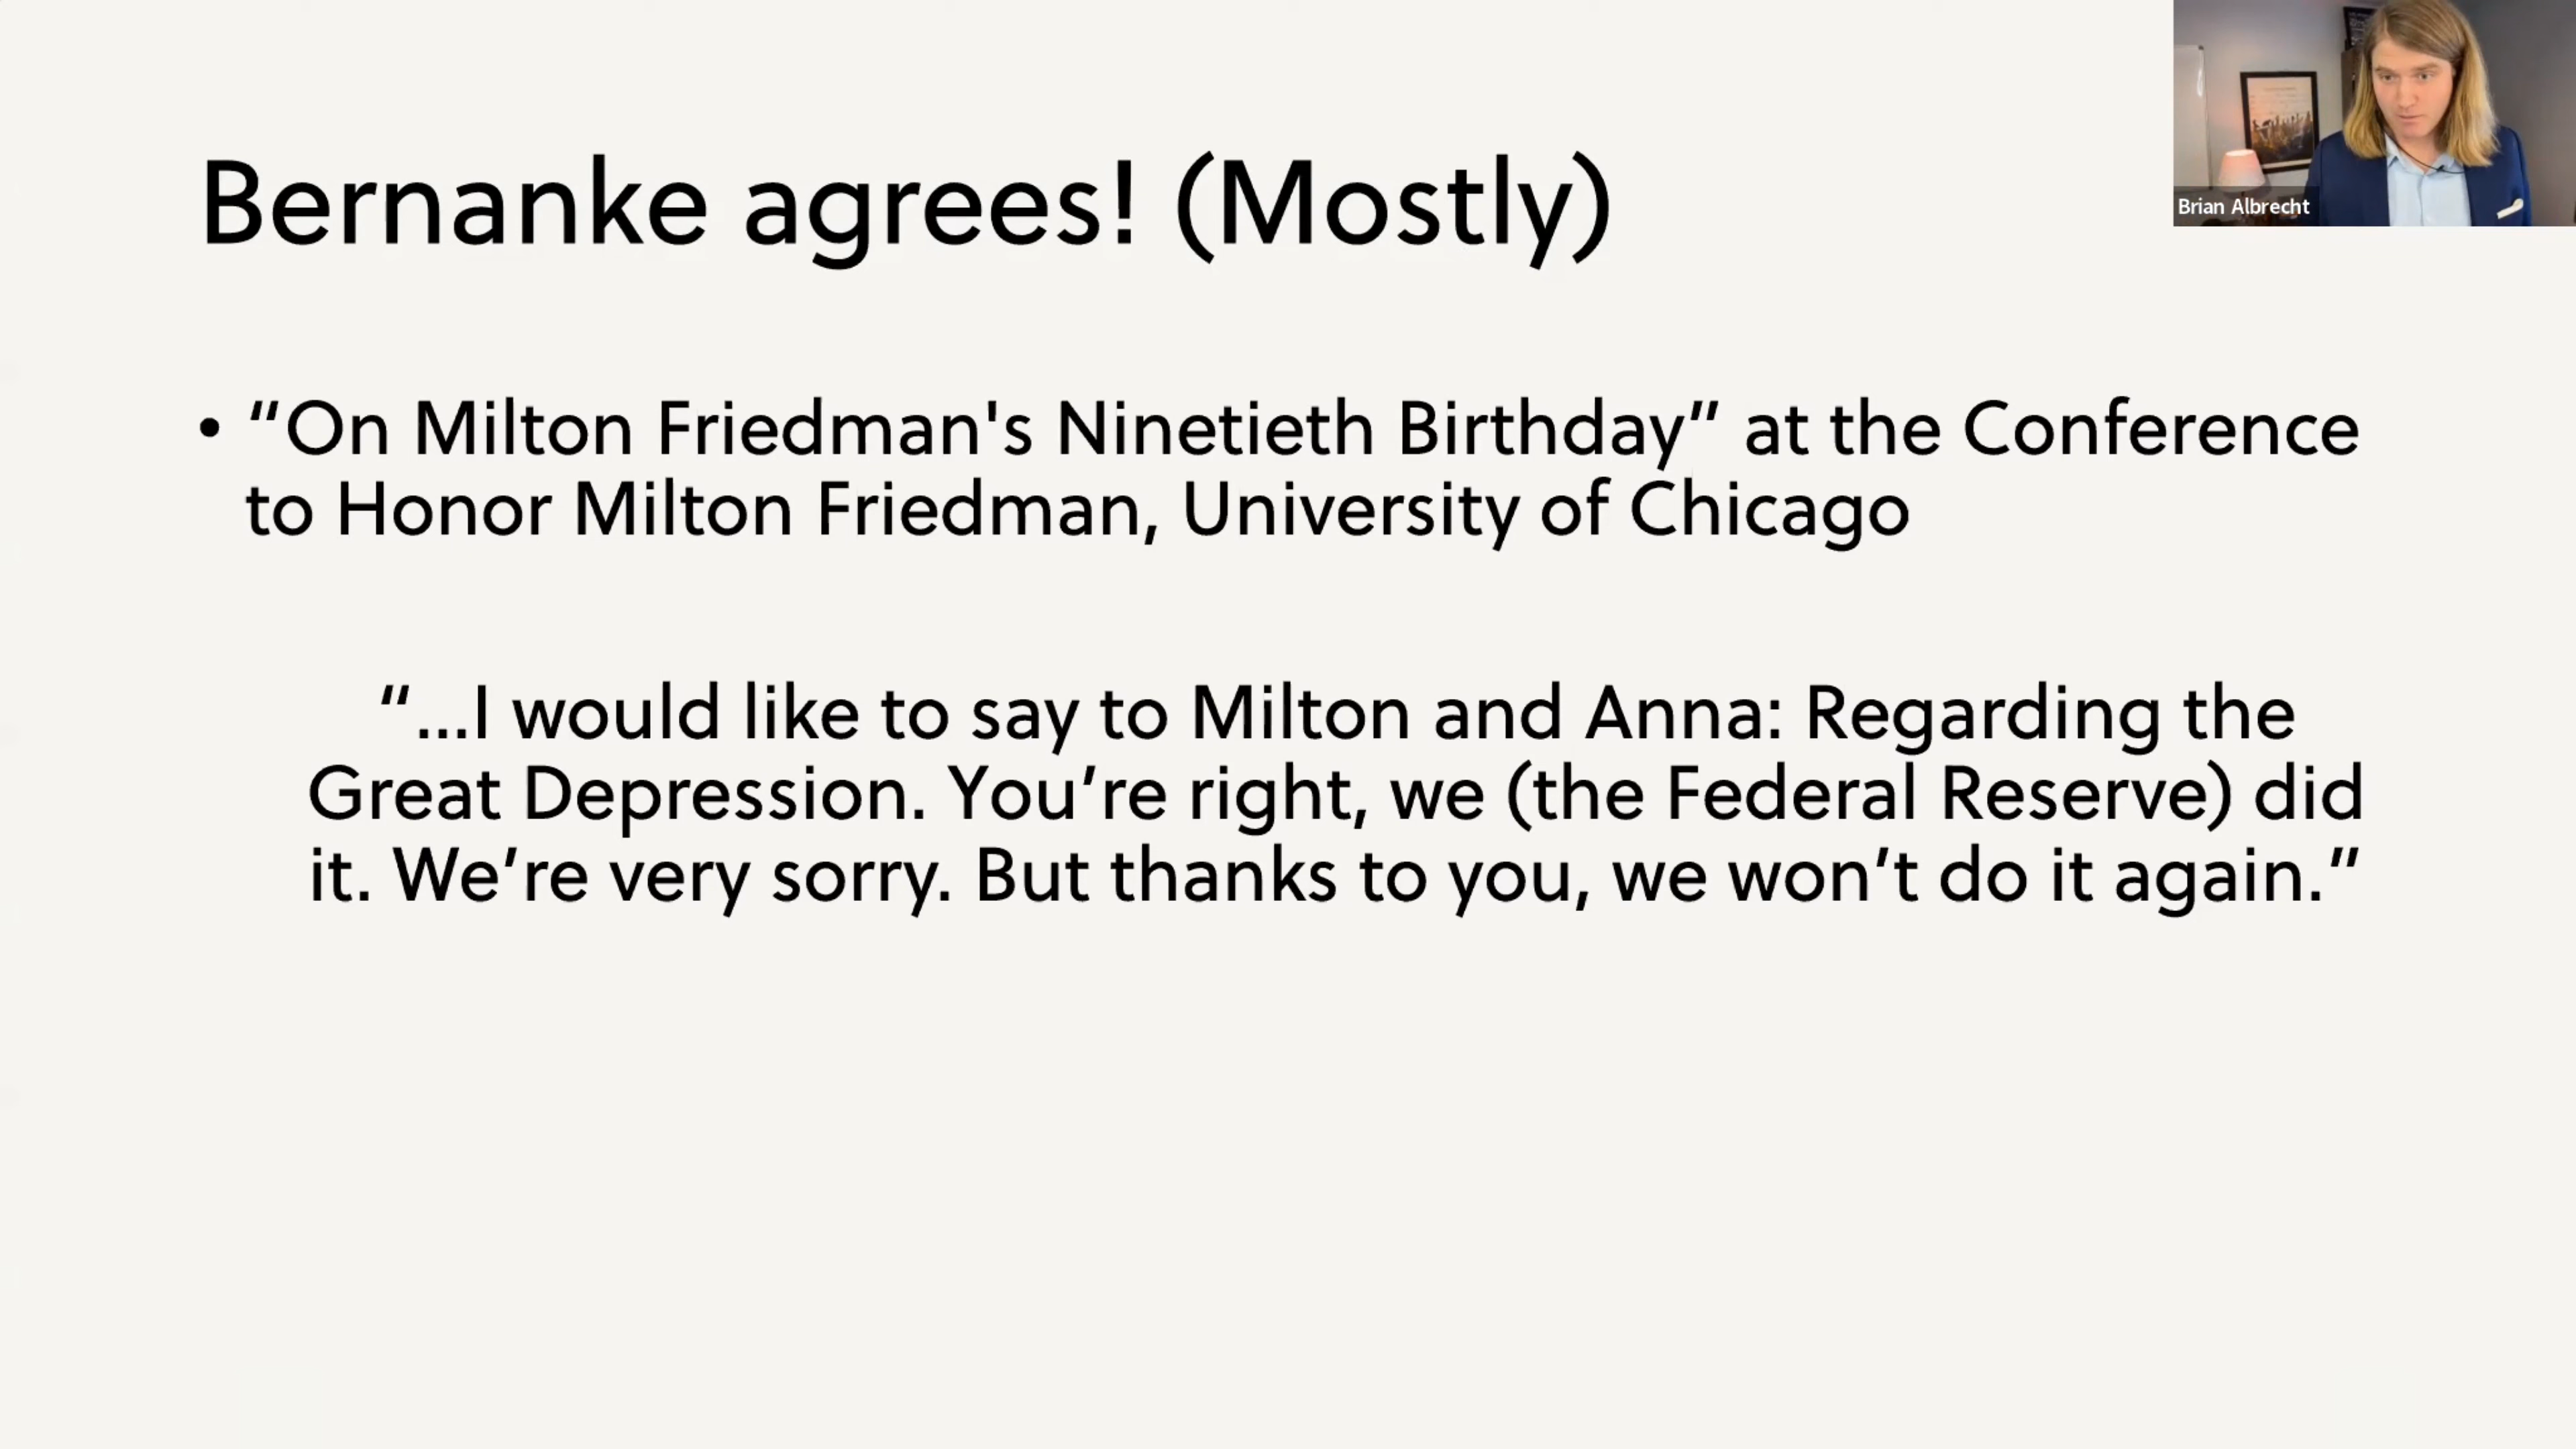 Bernanke agrees! (Mostly)
Brian Albrecht
• “On Milton Friedman's Ninetieth Birthday” at the Conference
to Honor Milton Friedman, University of Chicago
“…I would like to say to Milton and Anna: Regarding the
Great Depression. You’re right, we (the Federal Reserve) did
it. We’re very sorry. But thanks to you, we won’t do it again.”